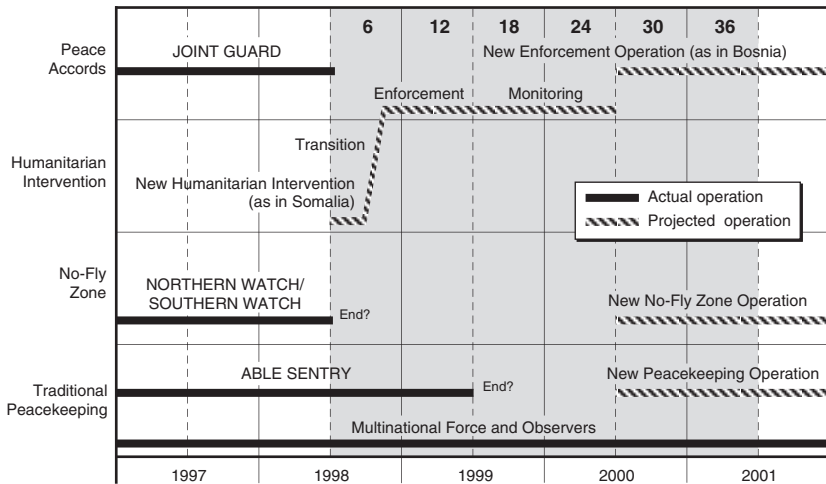 6 12 18 24 30 36
Peace
Accords
JOINT GUARD
New Enforcement Operation (as in Bosnia)
Enforcement
Monitoring
Transition
Humanitarian
Intervention
New Humanitarian Intervention
(as in Somalia)
Actual operation
Projected operation
No-Fly
Zone
NORTHERN WATCH/
SOUTHERN WATCH
End?
New No-Fly Zone Operation
Traditional
Peacekeeping
ABLE SENTRY
End?
New Peacekeeping Operation
Multinational Force and Observers
1997 1998 1999 2000 2001